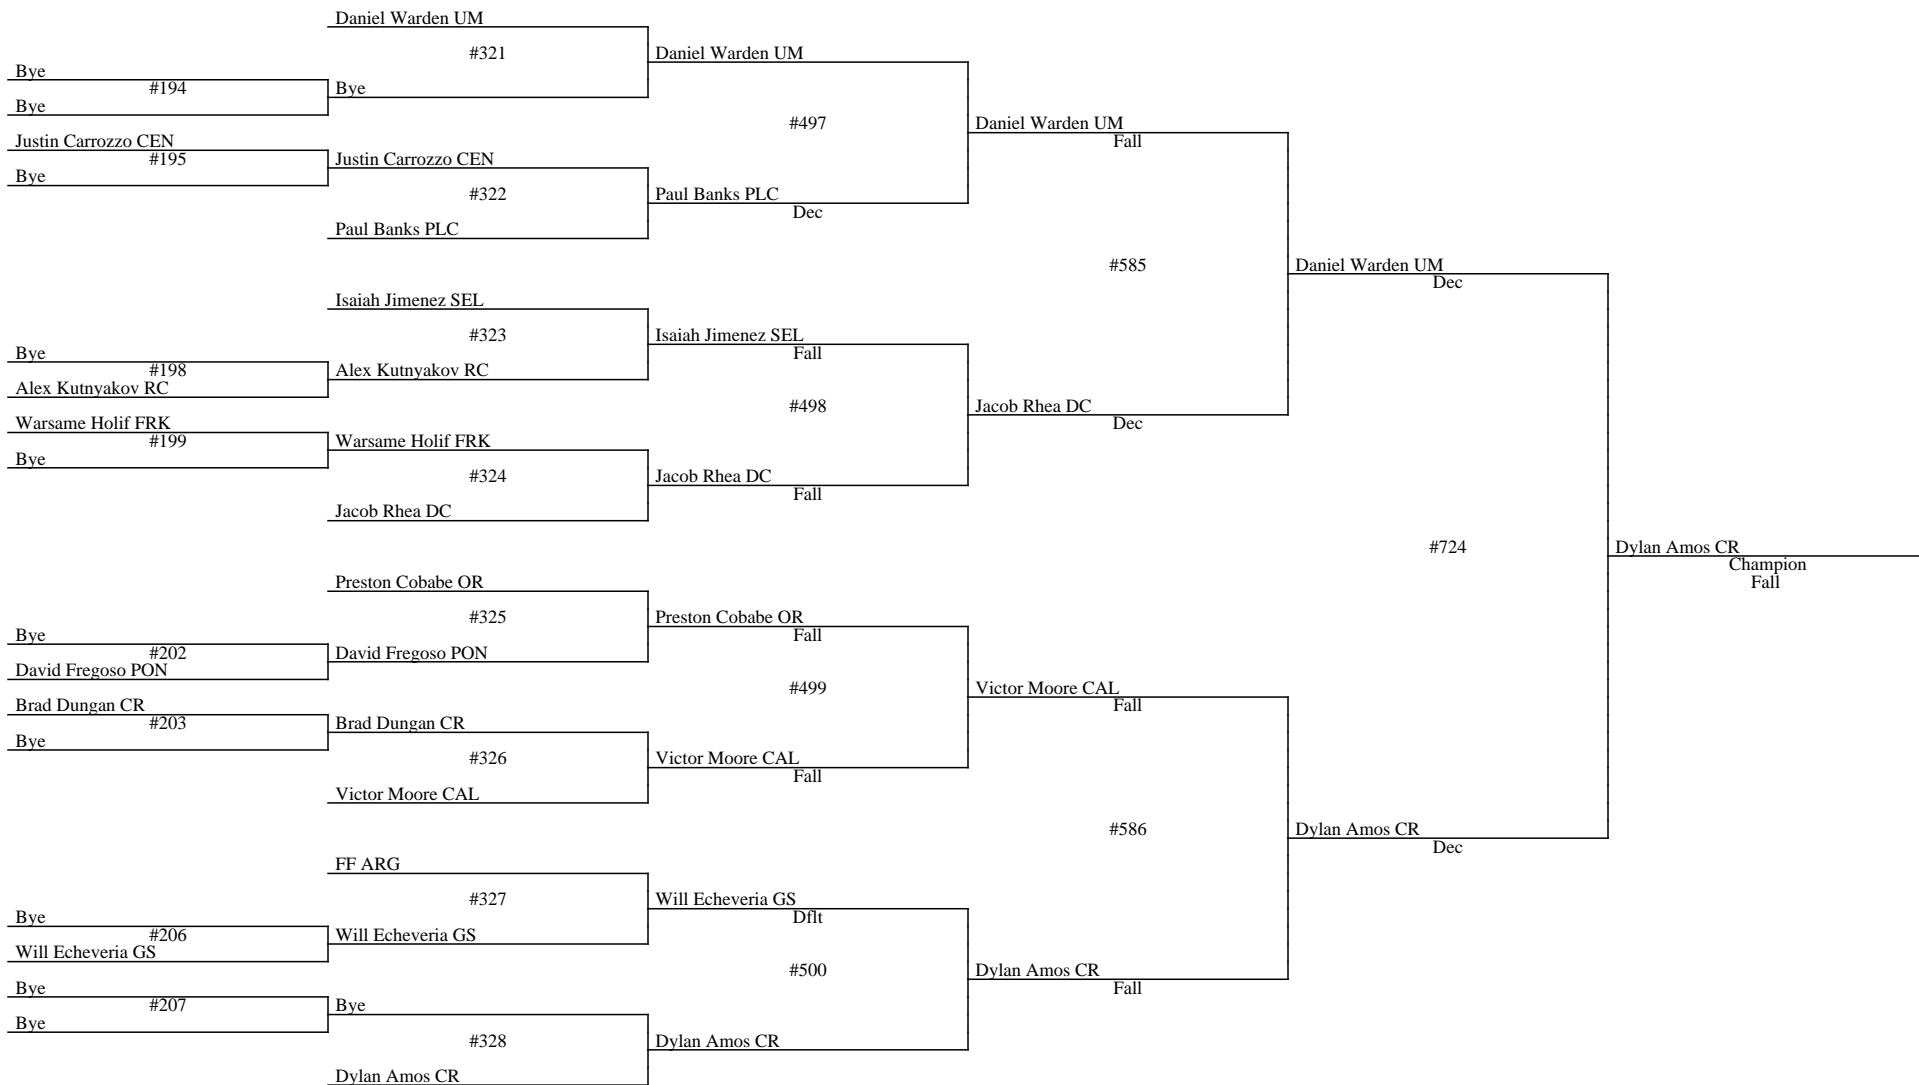 Daniel Warden UM
#321
Daniel Warden UM
Bye
#194
Bye
Bye
#497
Daniel Warden UM
Fall
Justin Carrozzo CEN
#195
Justin Carrozzo CEN
Bye
#322
Paul Banks PLC
Dec
Paul Banks PLC
#585
Daniel Warden UM
Dec
Isaiah Jimenez SEL
#323
Isaiah Jimenez SEL
Fall
Bye
#198
Alex Kutnyakov RC
Alex Kutnyakov RC
#498
Jacob Rhea DC
Dec
Warsame Holif FRK
#199
Warsame Holif FRK
Bye
#324
Jacob Rhea DC
Fall
Jacob Rhea DC
#724
Dylan Amos CR
Champion
Fall
Preston Cobabe OR
#325
Preston Cobabe OR
Fall
Bye
#202
David Fregoso PON
David Fregoso PON
#499
Victor Moore CAL
Fall
Brad Dungan CR
#203
Brad Dungan CR
Bye
#326
Victor Moore CAL
Fall
Victor Moore CAL
#586
Dylan Amos CR
Dec
FF ARG
#327
Will Echeveria GS
Dflt
Bye
#206
Will Echeveria GS
Will Echeveria GS
#500
Dylan Amos CR
Fall
Bye
#207
Bye
Bye
#328
Dylan Amos CR
Dylan Amos CR